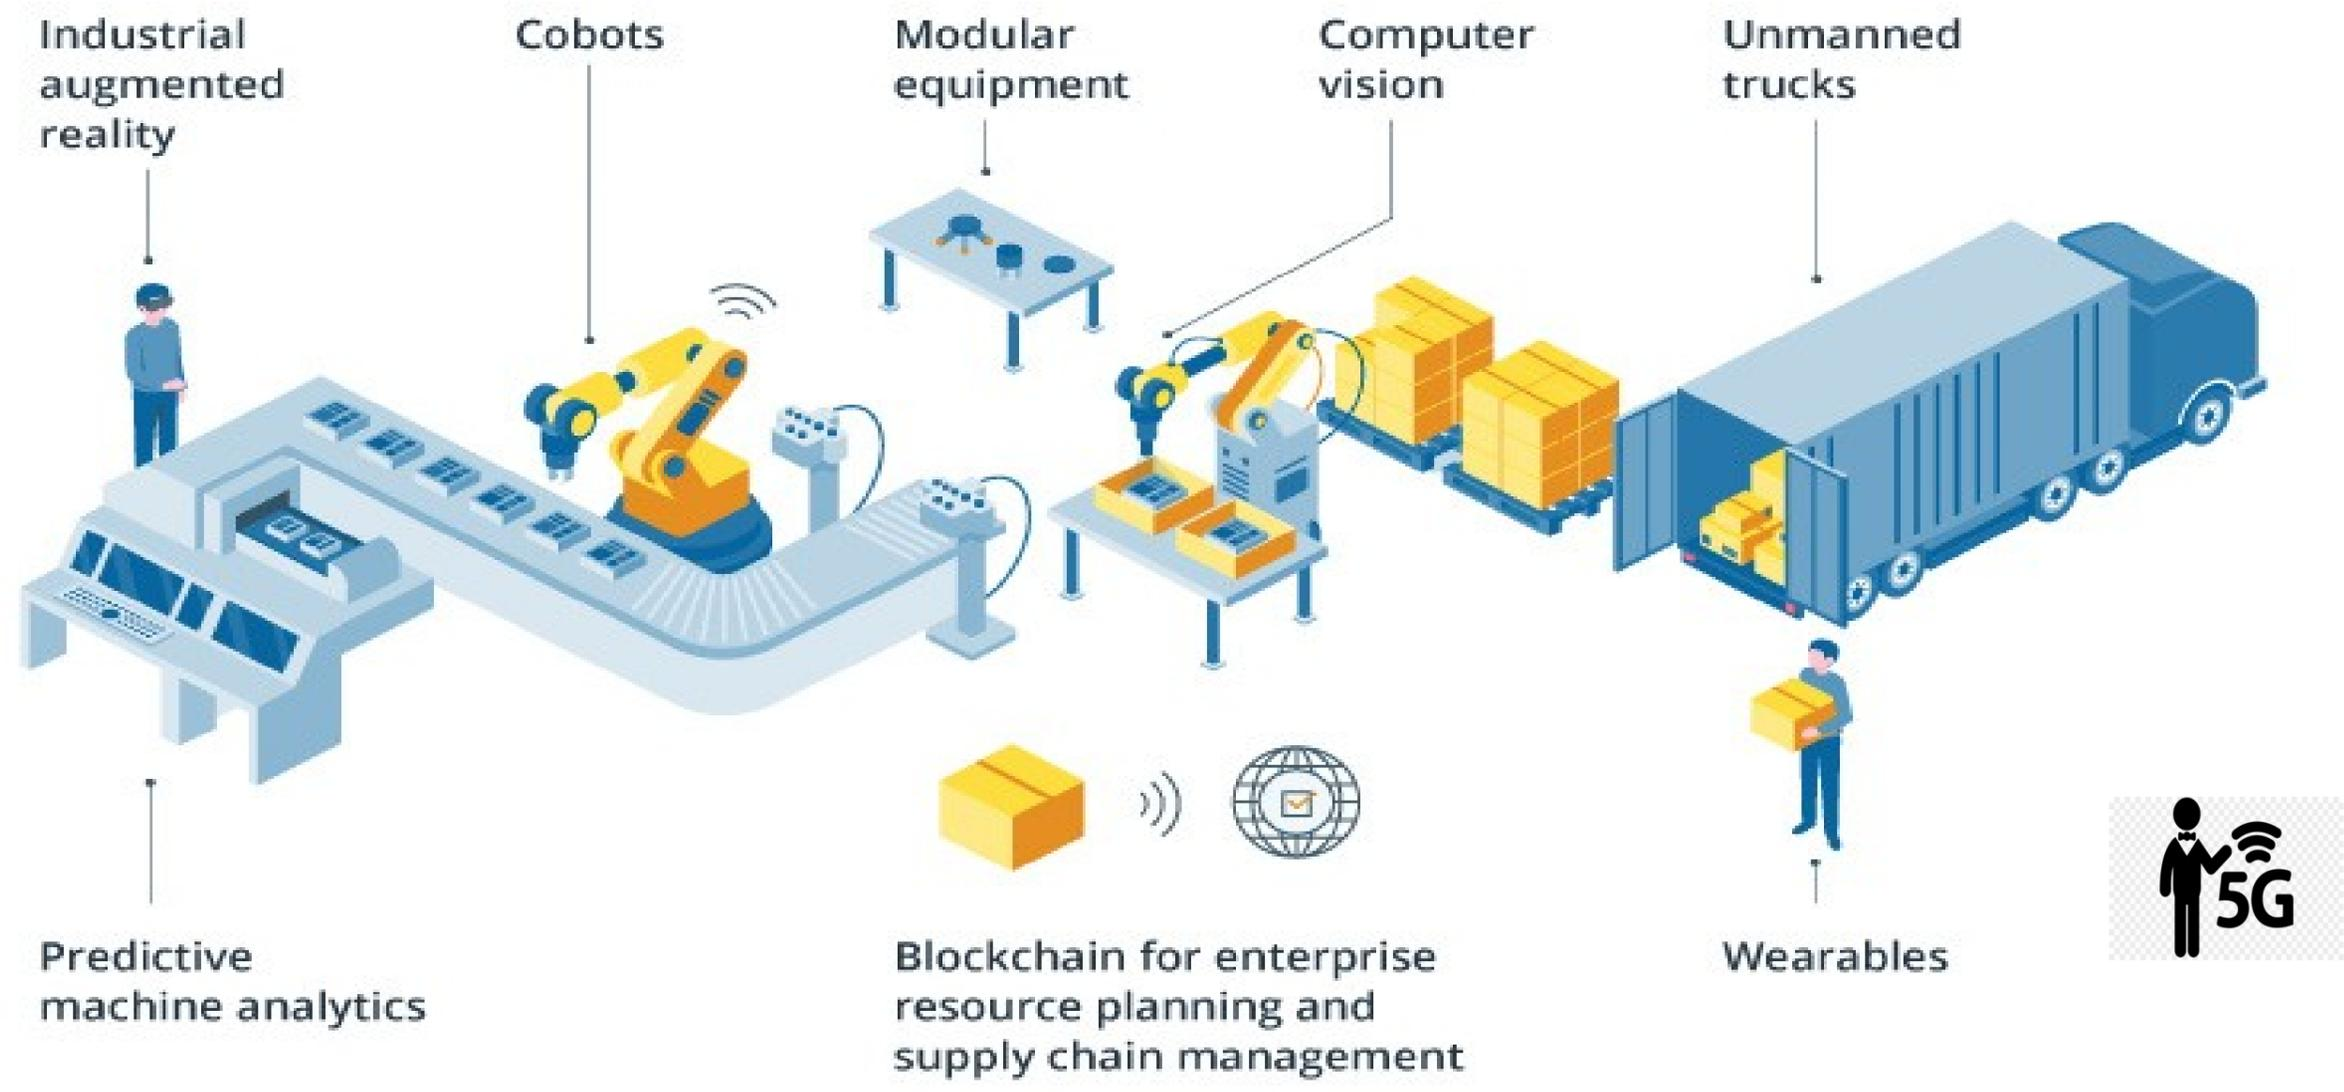 Industrial
augmented
reality
Cobots
Modular
equipment
Computer
vision
Unmanned
trucks
5G
Predictive
machine analytics
Blockchain for enterprise
resource planning and
supply chain management
Wearables